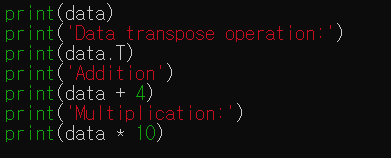 print(data)
print('Data transpose operation:')
print(data.T)
print('Addition')
print(data + 4)
print('Multiplication:')
print(data * 10)